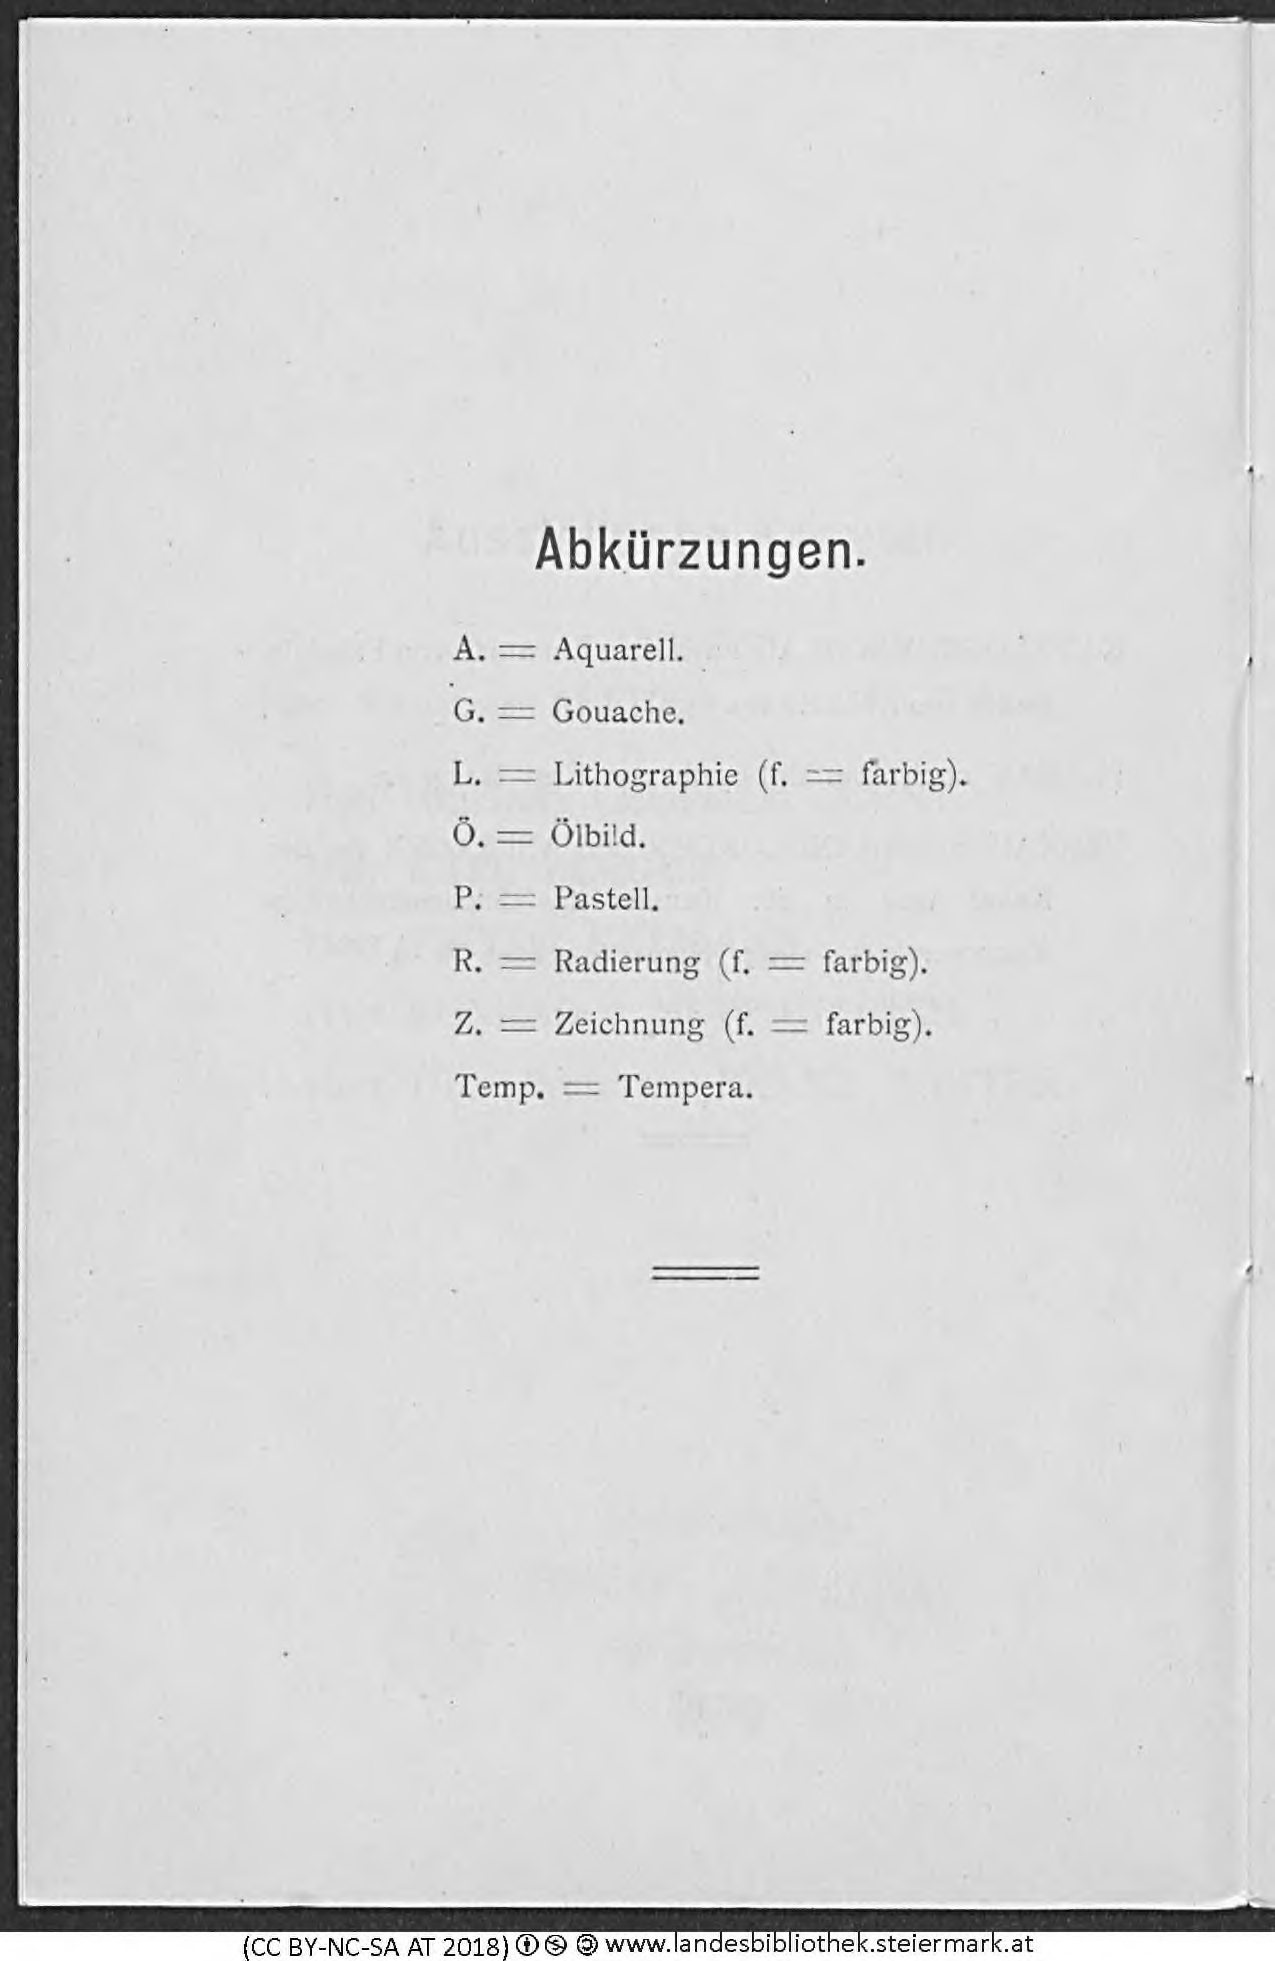 Abkürzungen.
A. = Aquarell.
G. = Gouache.
L. = Lithographie (f. = farbig).
Ö. = Ölbild.
P. = Pastell.
R. = Radierung (f. = farbig).
Z. = Zeichnung (f. = farbig).
Temp. = Tempera.
(CC BY-NC-SA AT 2018) www.landesbibliothek.steiermark.at